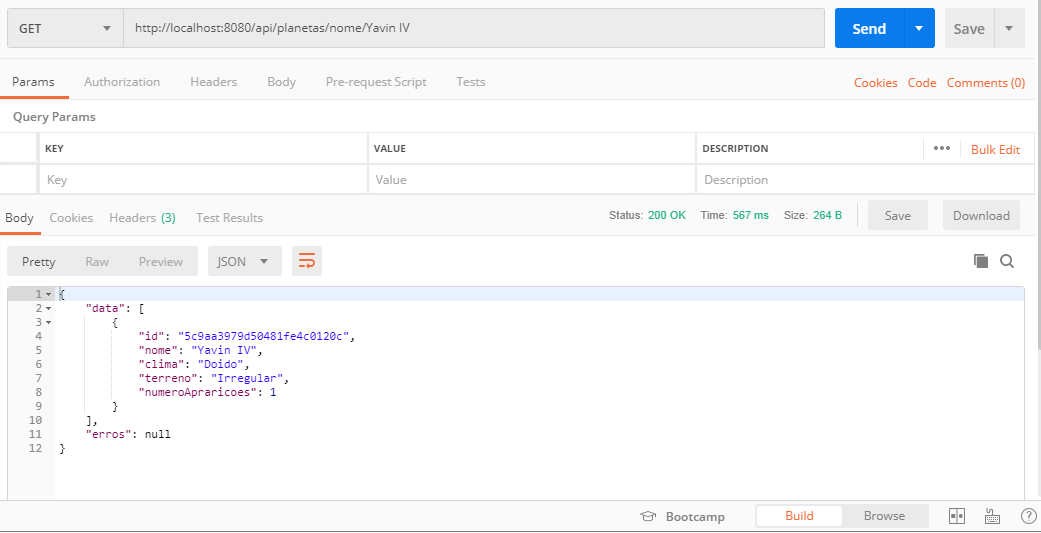 GET http://localhost:8080/api/planetas/nome/Yavin IV Send Save
Params Authorization Headers Body Pre-request Script Tests Cookies Code Comments (0)
Query Params
KEY VALUE DESCRIPTION ••• Bulk Edit
Key Value Description
Body Cookies Headers (3) Test Results Status: 200 OK Time: 567 ms Size: 264 B Save Download
Pretty Raw Preview JSON
1 {
2 "data": [
3 {
4 "id": "5c9aa3979d50481fe4c0120c",
5 "nome": "Yavin IV",
6 "clima": "Doido",
7 "terreno": "Irregular",
8 "numeroApraricoes": 1
9 }
10 ],
11 "erros": null
12 }
Bootcamp Build Browse ?